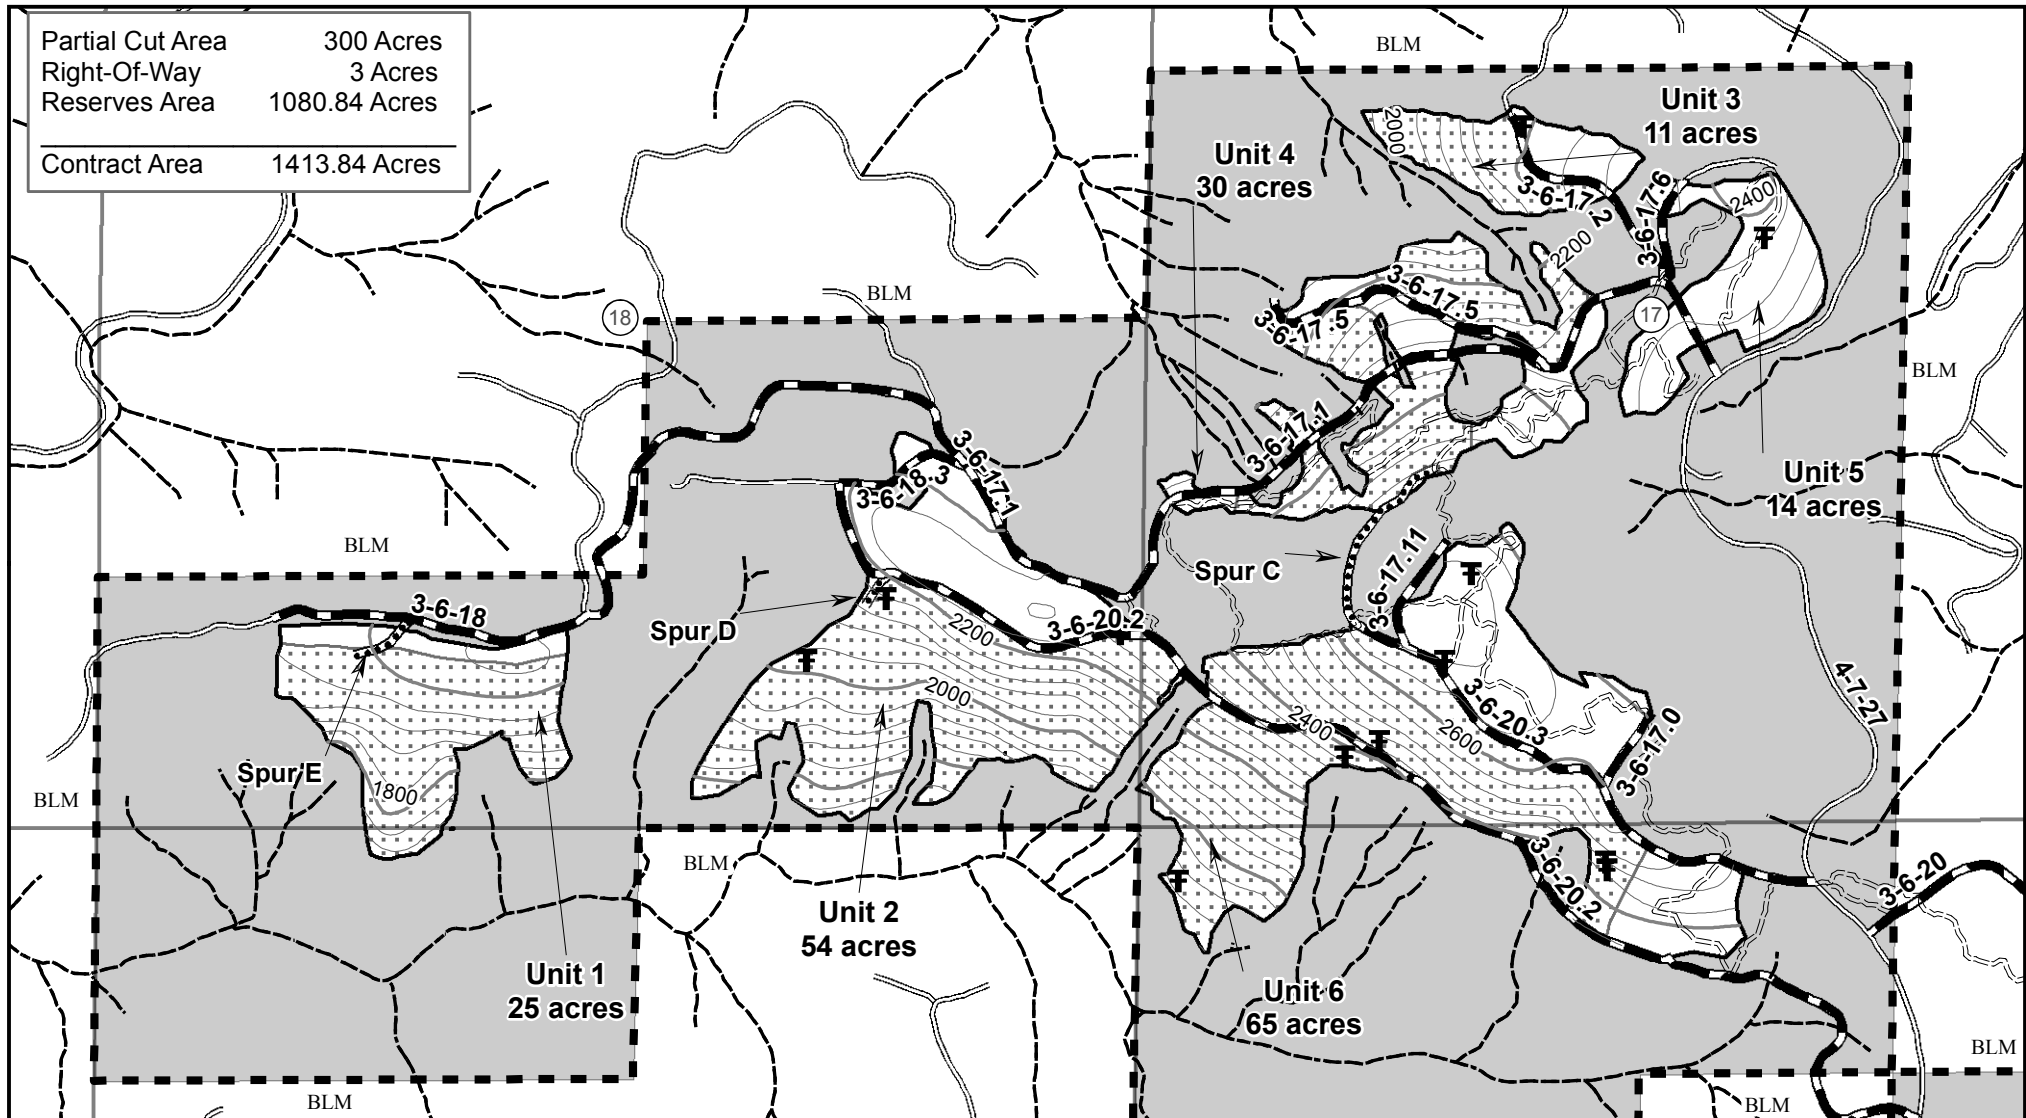 Partial Cut Area 300 Acres
Right-Of-Way 3 Acres
Reserves Area 1080.84 Acres
Contract Area 1413.84 Acres
BLM
Unit 3
11 acres
2000
Unit 4
30 acres
3-6-17.2
3-6-17.6
2400
2200
BLM
18
3-6-17.5
3-6-17.5
17
BLM
3-6-17.1
3-6-17.1
3-6-18.3
Unit 5
14 acres
BLM
Spur C
3-6-17.11
3-6-18
Spur D
2200
3-6-20.2
2000
4-7-27
3-6-20.3
2400
2600
3-6-17.0
Spur E
1800
BLM
BLM
3-6-20.2
3-6-20
Unit 2
54 acres
Unit 1
25 acres
Unit 6
65 acres
BLM
BLM
BLM